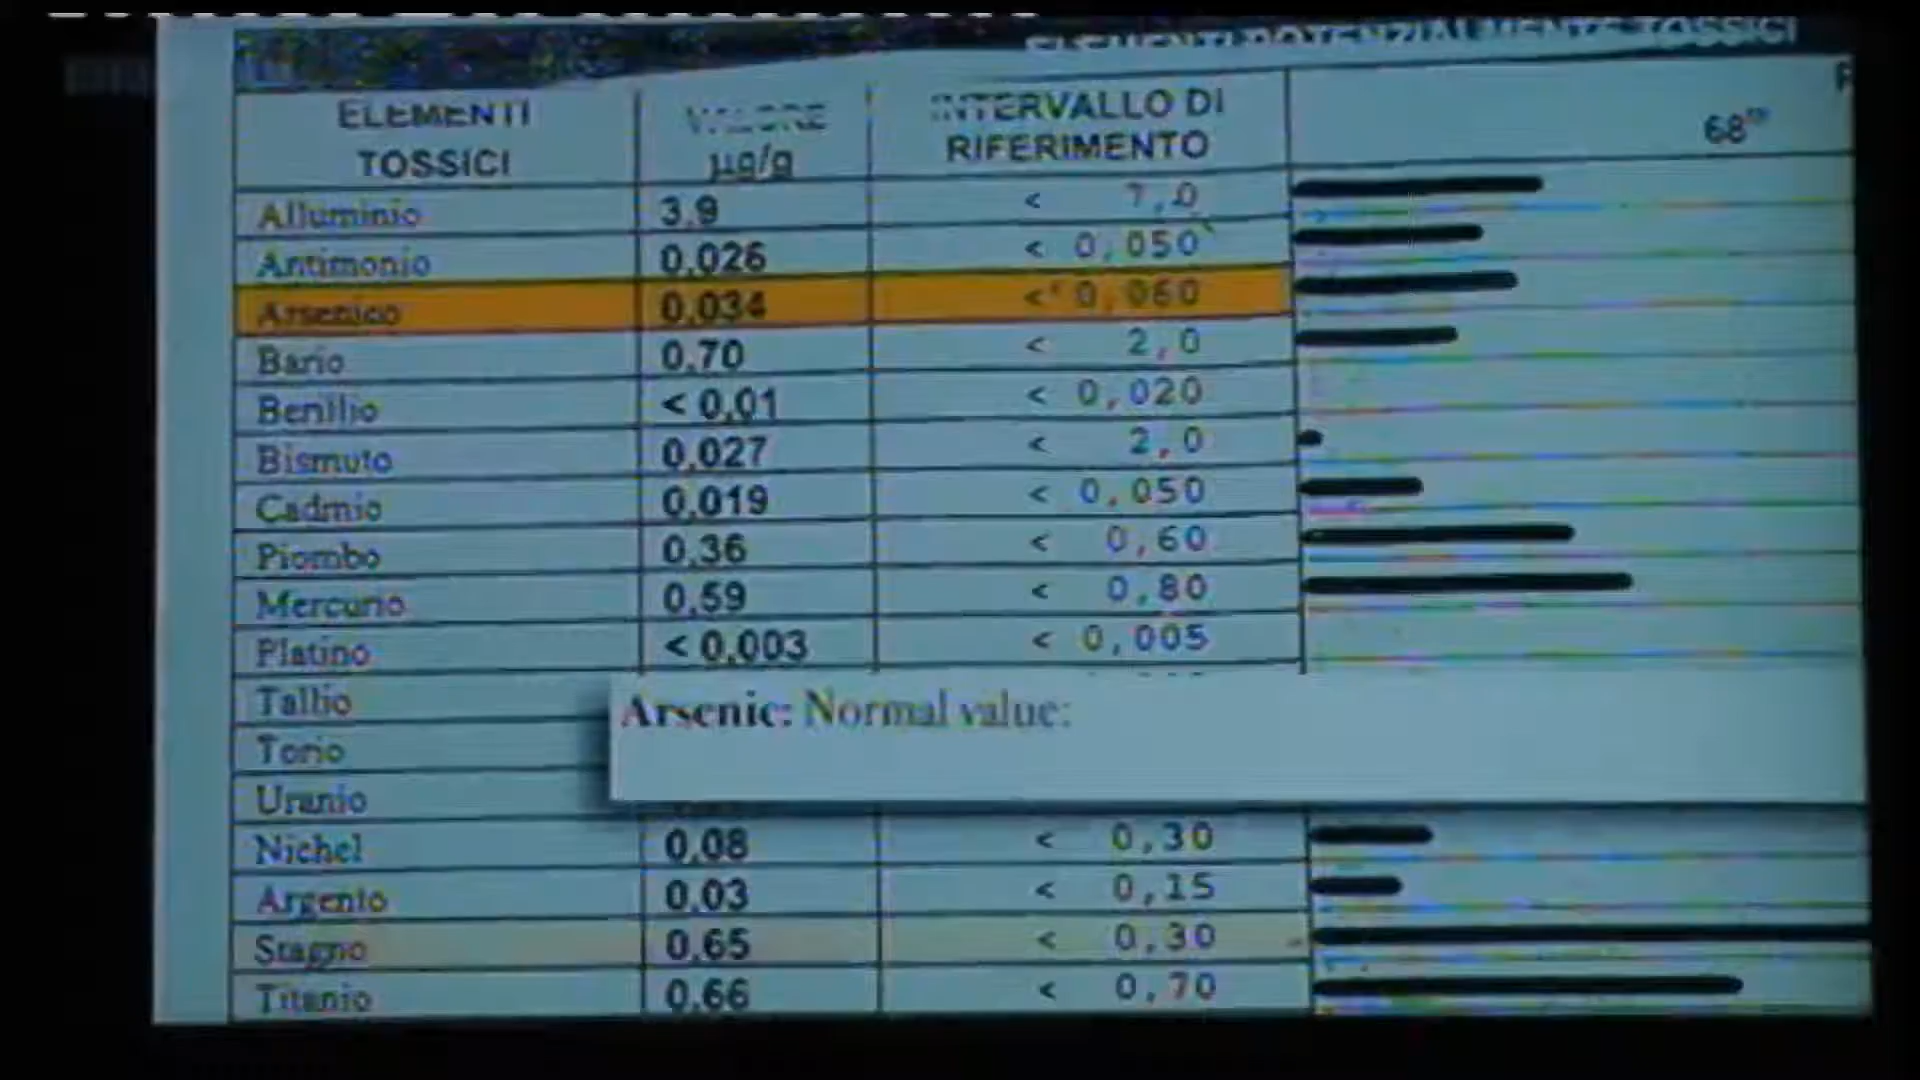 ELEMENTI POTENZIALMENTE TOSSICI
ELEMENTI TOSSICI
VALORE µg/g
INTERVALLO DI RIFERIMENTO
68
Alluminio 3.9 < 7,0
Antimonio 0.026 < 0,050
Arsenico 0.034 < 0,060
Bario 0.70 < 2,0
Berillio < 0.01 < 0,020
Bismuto 0.027 < 2,0
Cadmio 0.019 < 0,050
Piombo 0.36 < 0,60
Mercurio 0.59 < 0,80
Platino < 0.003 < 0,005
Tallio
Arsenic: Normal value:
Torio
Uranio
Nichel 0.08 < 0,30
Argento 0.03 < 0,15
Stagno 0.65 < 0,30
Titanio 0.66 < 0,70